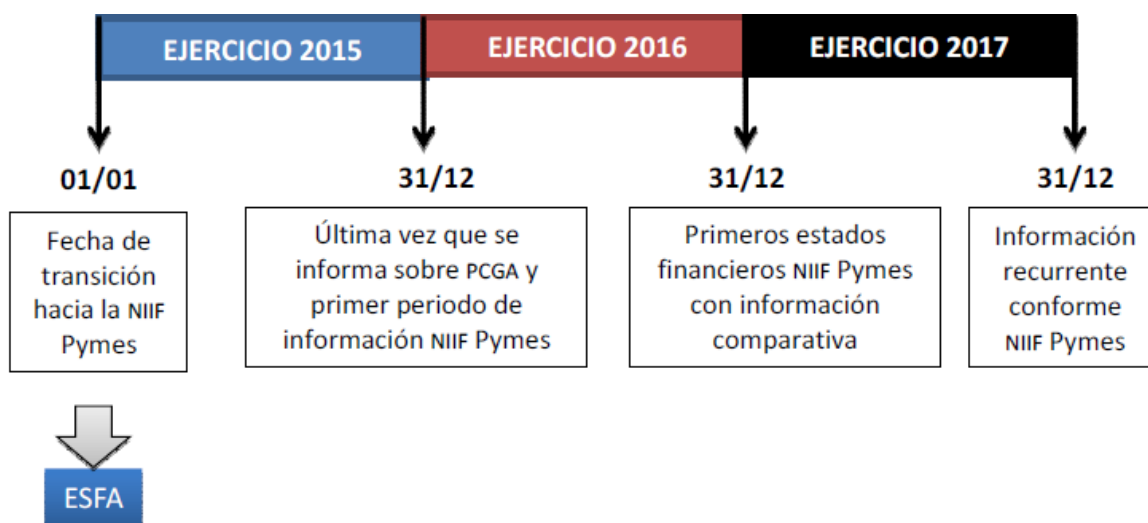 EJERCICIO 2015
EJERCICIO 2016
EJERCICIO 2017
01/01
31/12
31/12
31/12
Fecha de
transición
hacia la NIIF
Pymes
Última vez que se
informa sobre PCGA y
primer periodo de
información NIIF Pymes
Primeros estados
financieros NIIF Pymes
con información
comparativa
Información
recurrente
conforme
NIIF Pymes
ESFA